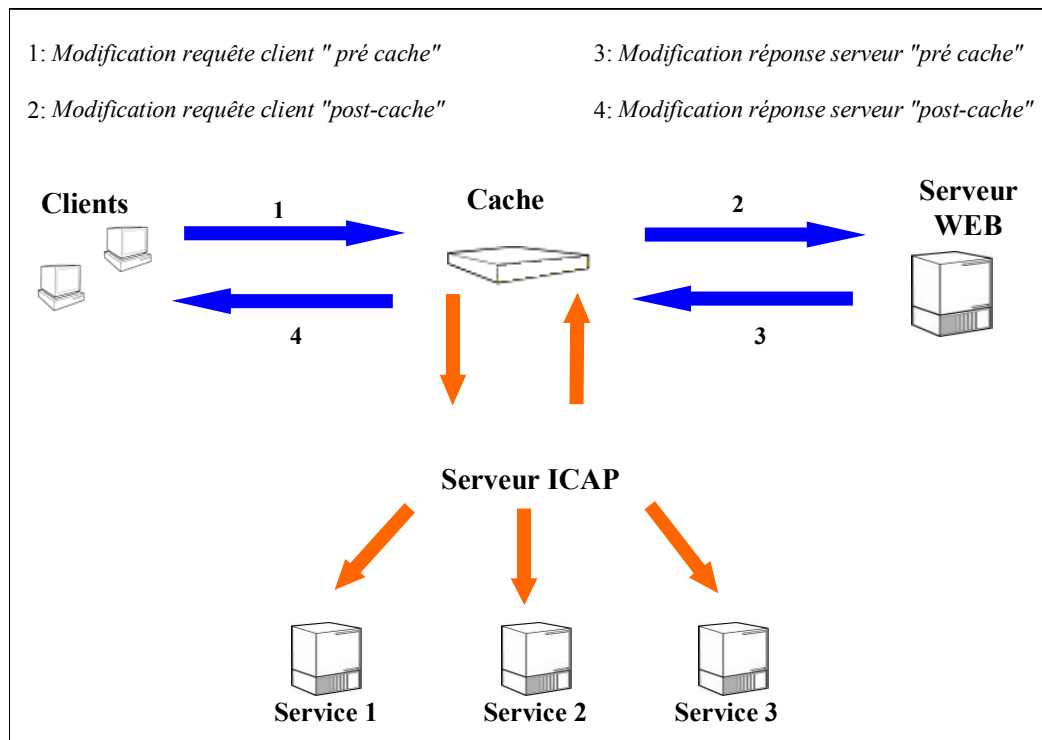 1: Modification requête client " pré cache"
3: Modification réponse serveur "pré cache"
2: Modification requête client "post-cache"
4: Modification réponse serveur "post-cache"
Clients
1
Cache
2
Serveur
WEB
4
3
Serveur ICAP
Service 1
Service 2
Service 3